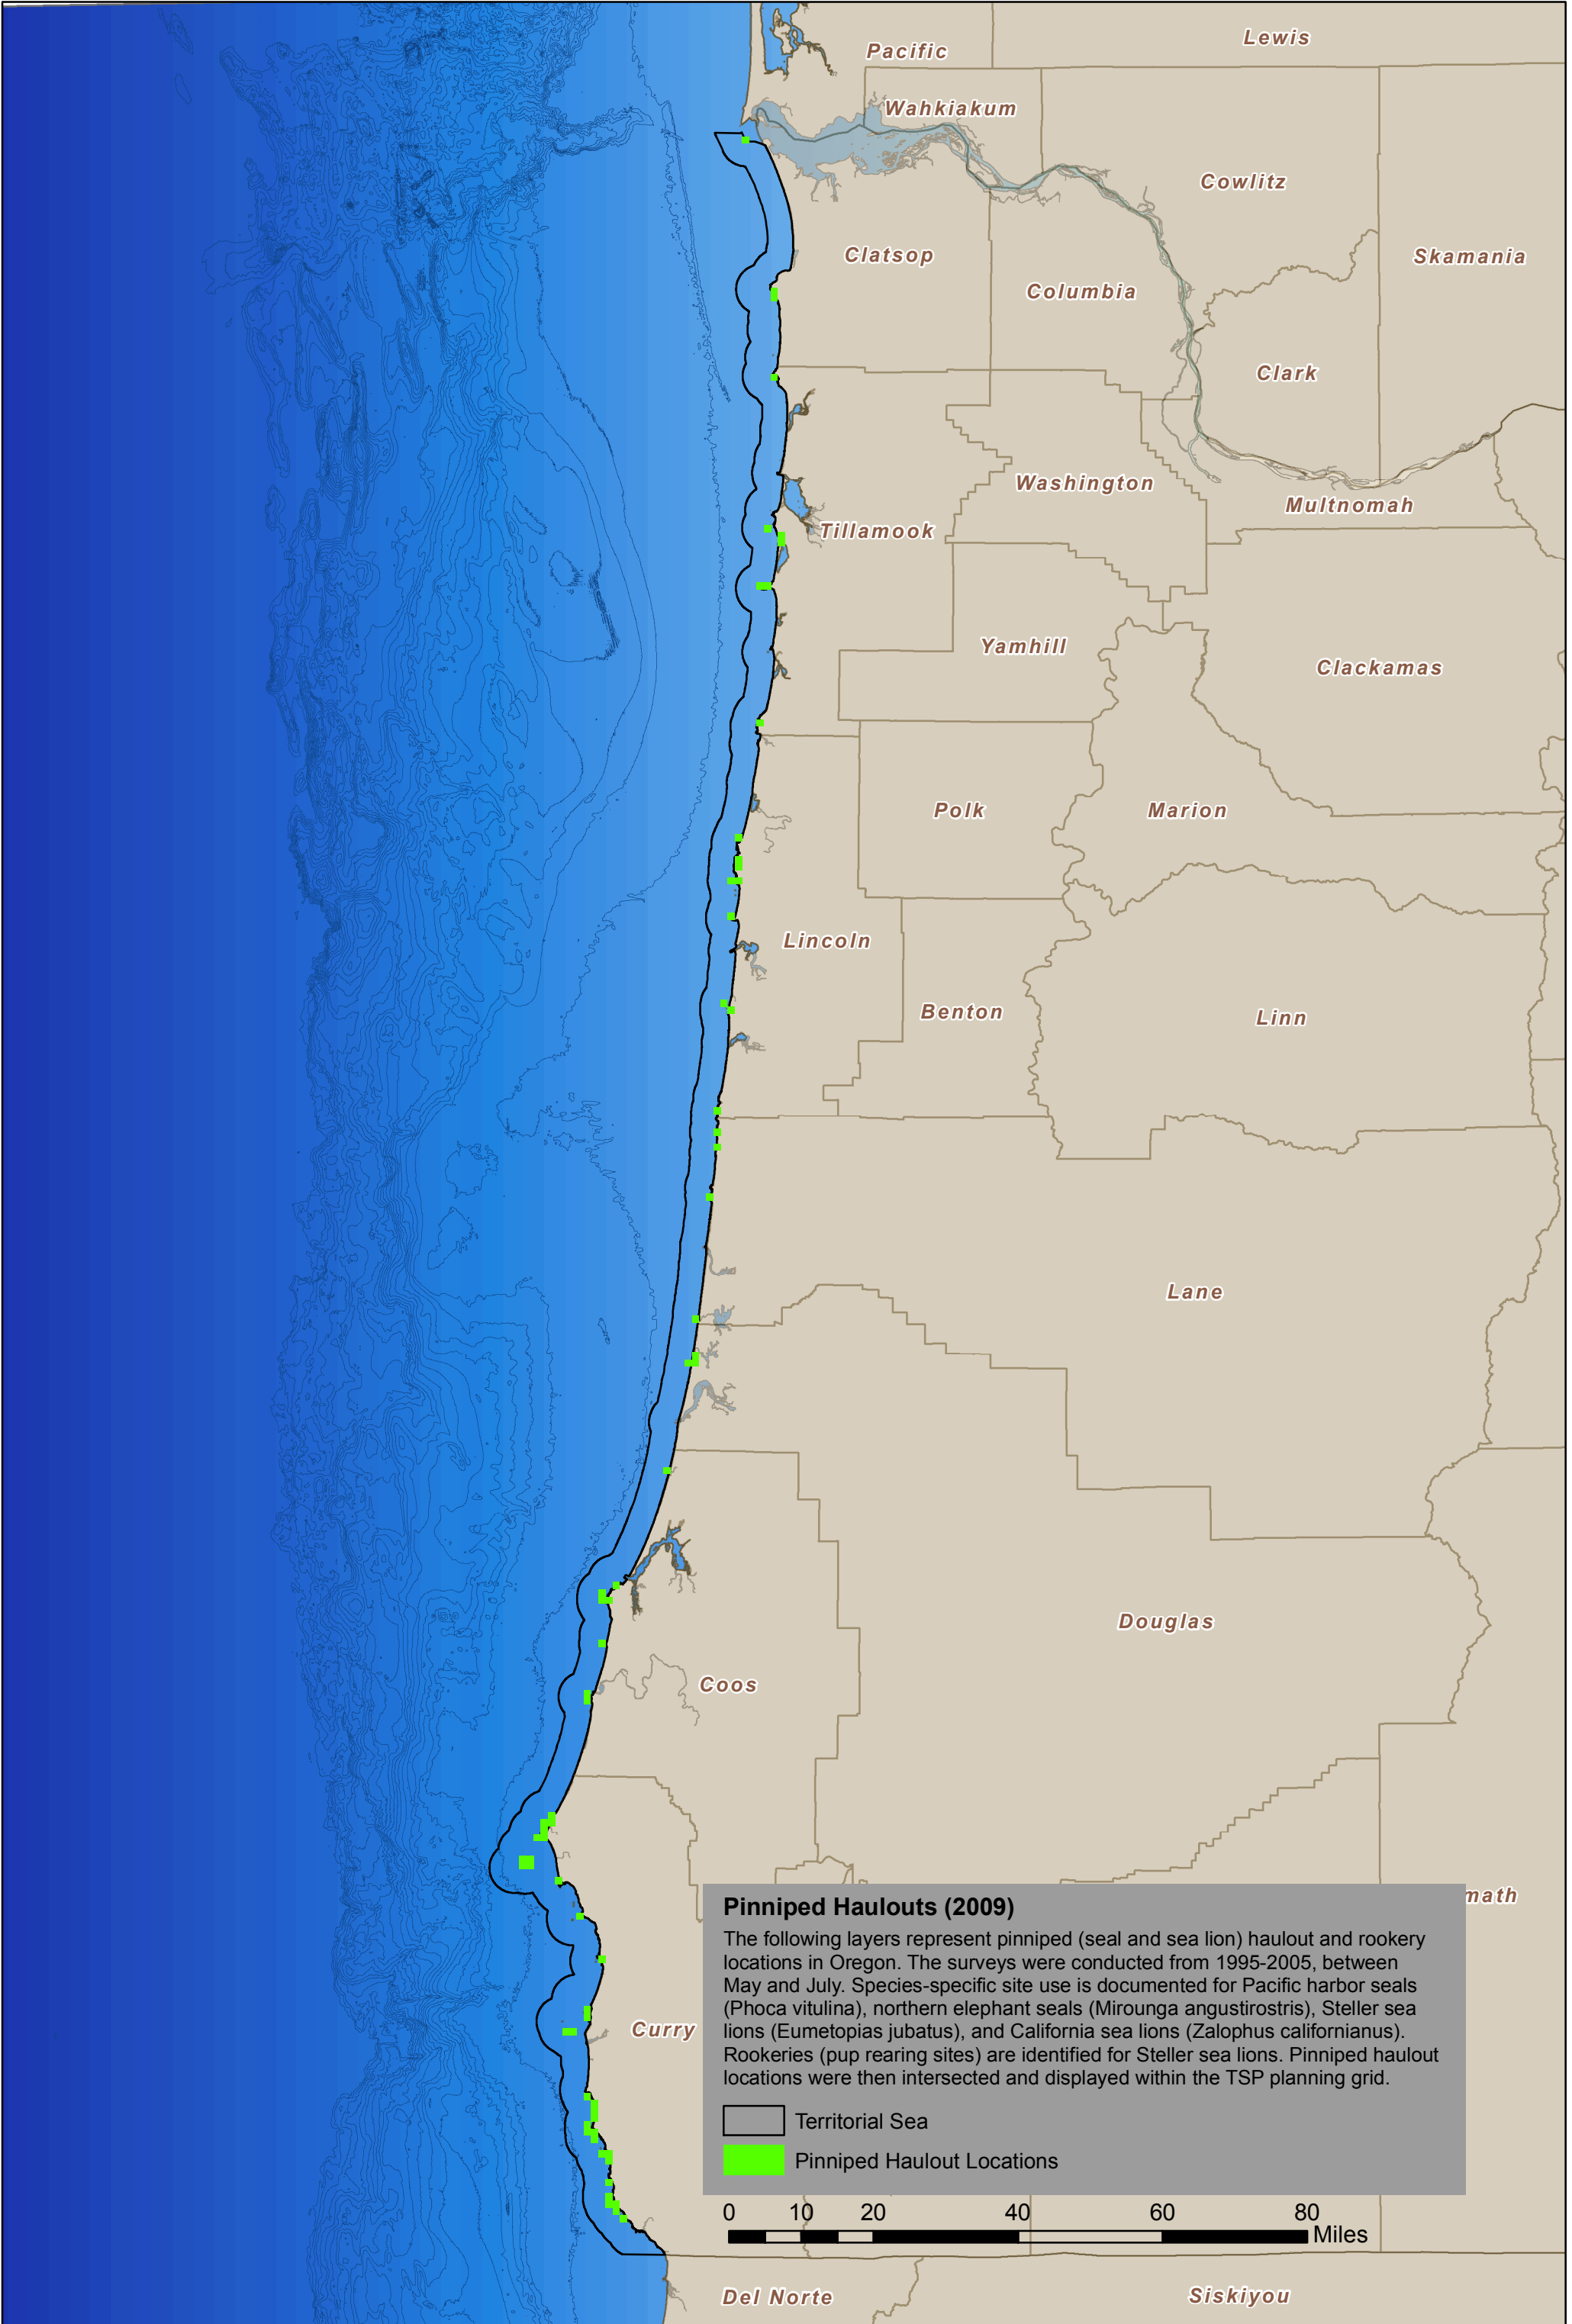 Pacific
Lewis
Wahkiakum
Cowlitz
Clatsop
Skamania
Columbia
Clark
Washington
Multnomah
Tillamook
Yamhill
Clackamas
Polk
Marion
Lincoln
Benton
Linn
Lane
Douglas
Coos
math
Pinniped Haulouts (2009)
The following layers represent pinniped (seal and sea lion) haulout and rookery
locations in Oregon. The surveys were conducted from 1995-2005, between
May and July. Species-specific site use is documented for Pacific harbor seals
(Phoca vitulina), northern elephant seals (Mirounga angustirostris), Steller sea
lions (Eumetopias jubatus), and California sea lions (Zalophus californianus).
Rookeries (pup rearing sites) are identified for Steller sea lions. Pinniped haulout
locations were then intersected and displayed within the TSP planning grid.
Curry
Territorial Sea
Pinniped Haulout Locations
0 10 20 40 60 80
Miles
Del Norte
Siskiyou